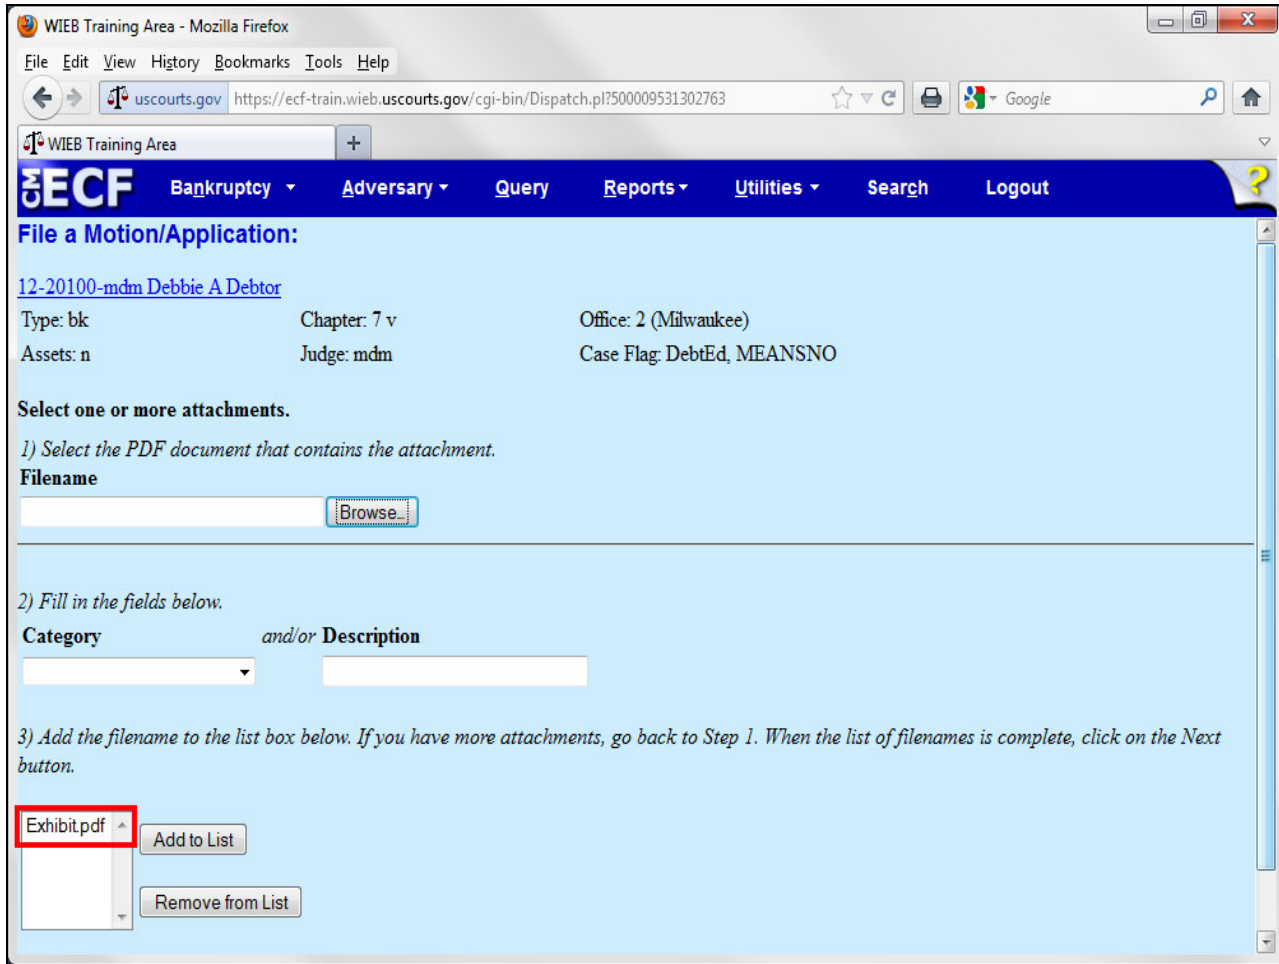 WIEB Training Area - Mozilla Firefox
File Edit View History Bookmarks Tools Help
uscourts.gov https://ecf-train.wieb.uscourts.gov/cgi-bin/Dispatch.pl?500009531302763 Google
WIEB Training Area +
CM ECF Bankruptcy Adversary Query Reports Utilities Search Logout ?
File a Motion/Application:
12-20100-mdm Debbie A Debtor
Type: bk Chapter: 7 v Office: 2 (Milwaukee)
Assets: n Judge: mdm Case Flag: DebtEd, MEANSNO
Select one or more attachments.
1) Select the PDF document that contains the attachment.
Filename
Browse...
2) Fill in the fields below.
Category and/or Description
3) Add the filename to the list box below. If you have more attachments, go back to Step 1. When the list of filenames is complete, click on the Next
button.
Exhibit.pdf
Add to List
Remove from List